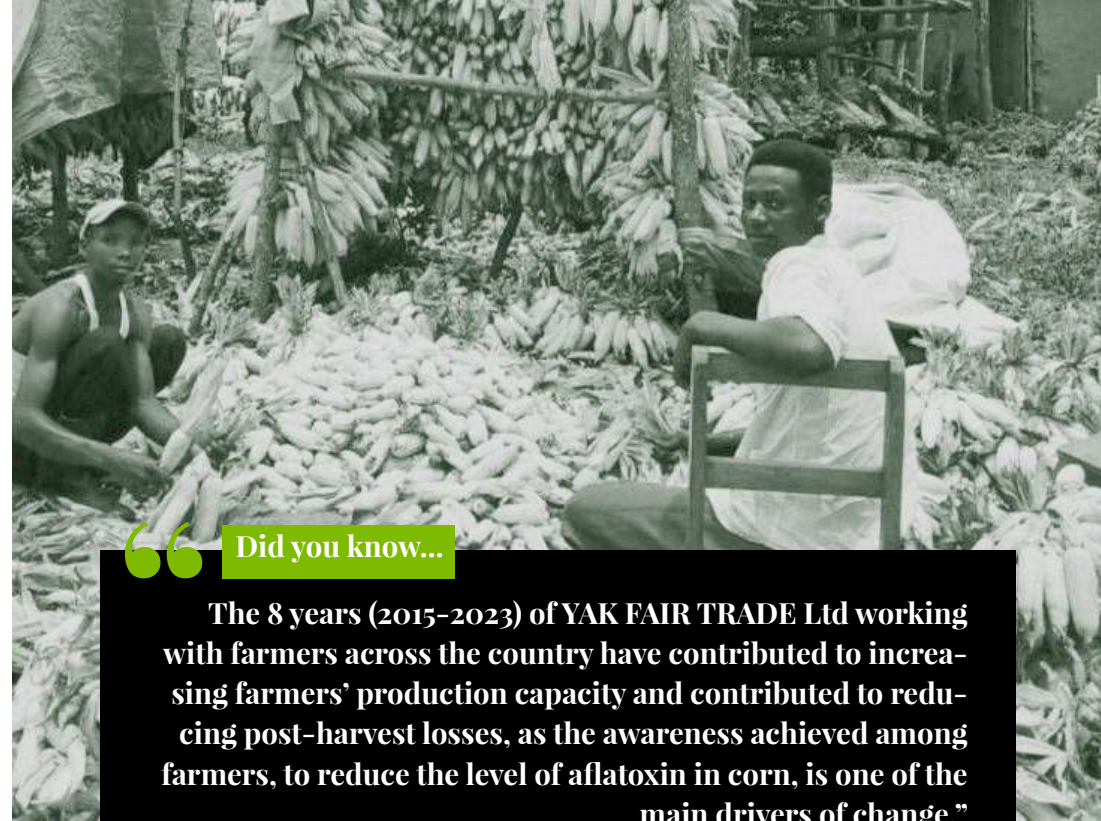 “
Did you know...
The 8 years (2015-2023) of YAK FAIR TRADE Ltd working
with farmers across the country have contributed to increa-
sing farmers’ production capacity and contributed to redu-
cing post-harvest losses, as the awareness achieved among
farmers, to reduce the level of aflatoxin in corn, is one of the
main drivers of change.”